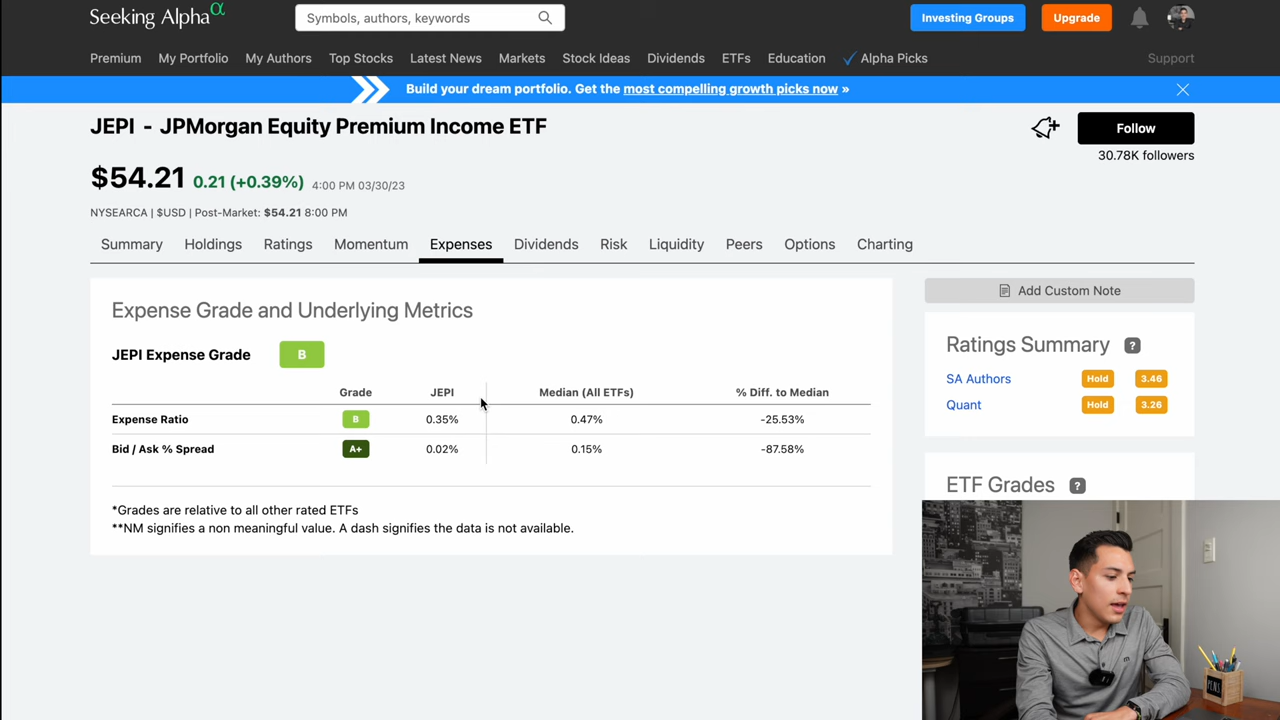 Seeking Alpha α
Symbols, authors, keywords
Investing Groups
Upgrade
Premium My Portfolio My Authors Top Stocks Latest News Markets Stock Ideas Dividends ETFs Education Alpha Picks Support
Build your dream portfolio. Get the most compelling growth picks now »
JEPI - JPMorgan Equity Premium Income ETF
Follow
30.78K followers
$54.21 0.21 (+0.39%) 4:00 PM 03/30/23
NYSEARCA | $USD | Post-Market: $54.21 8:00 PM
Summary Holdings Ratings Momentum Expenses Dividends Risk Liquidity Peers Options Charting
Expense Grade and Underlying Metrics
JEPI Expense Grade B
Grade JEPI Median (All ETFs) % Diff. to Median
Expense Ratio B 0.35% 0.47% -25.53%
Bid / Ask % Spread A+ 0.02% 0.15% -87.58%
*Grades are relative to all other rated ETFs
**NM signifies a non meaningful value. A dash signifies the data is not available.
Add Custom Note
Ratings Summary ?
SA Authors Hold 3.46
Quant Hold 3.26
ETF Grades ?
PENS